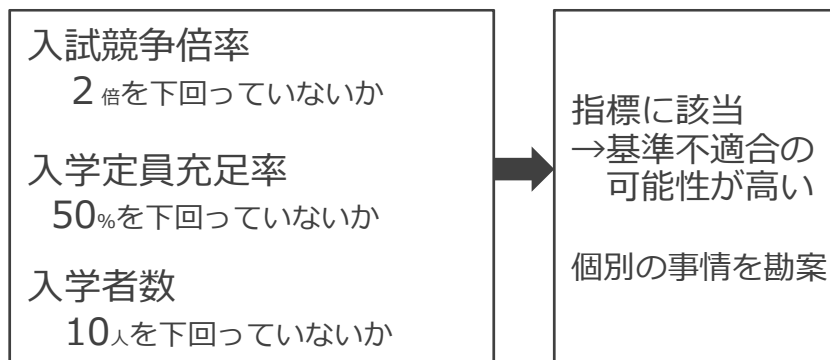 入試競争倍率
2倍を下回っていないか
入学定員充足率
50%を下回っていないか
入学者数
10人を下回っていないか
指標に該当
→基準不適合の
可能性が高い
個別の事情を勘案